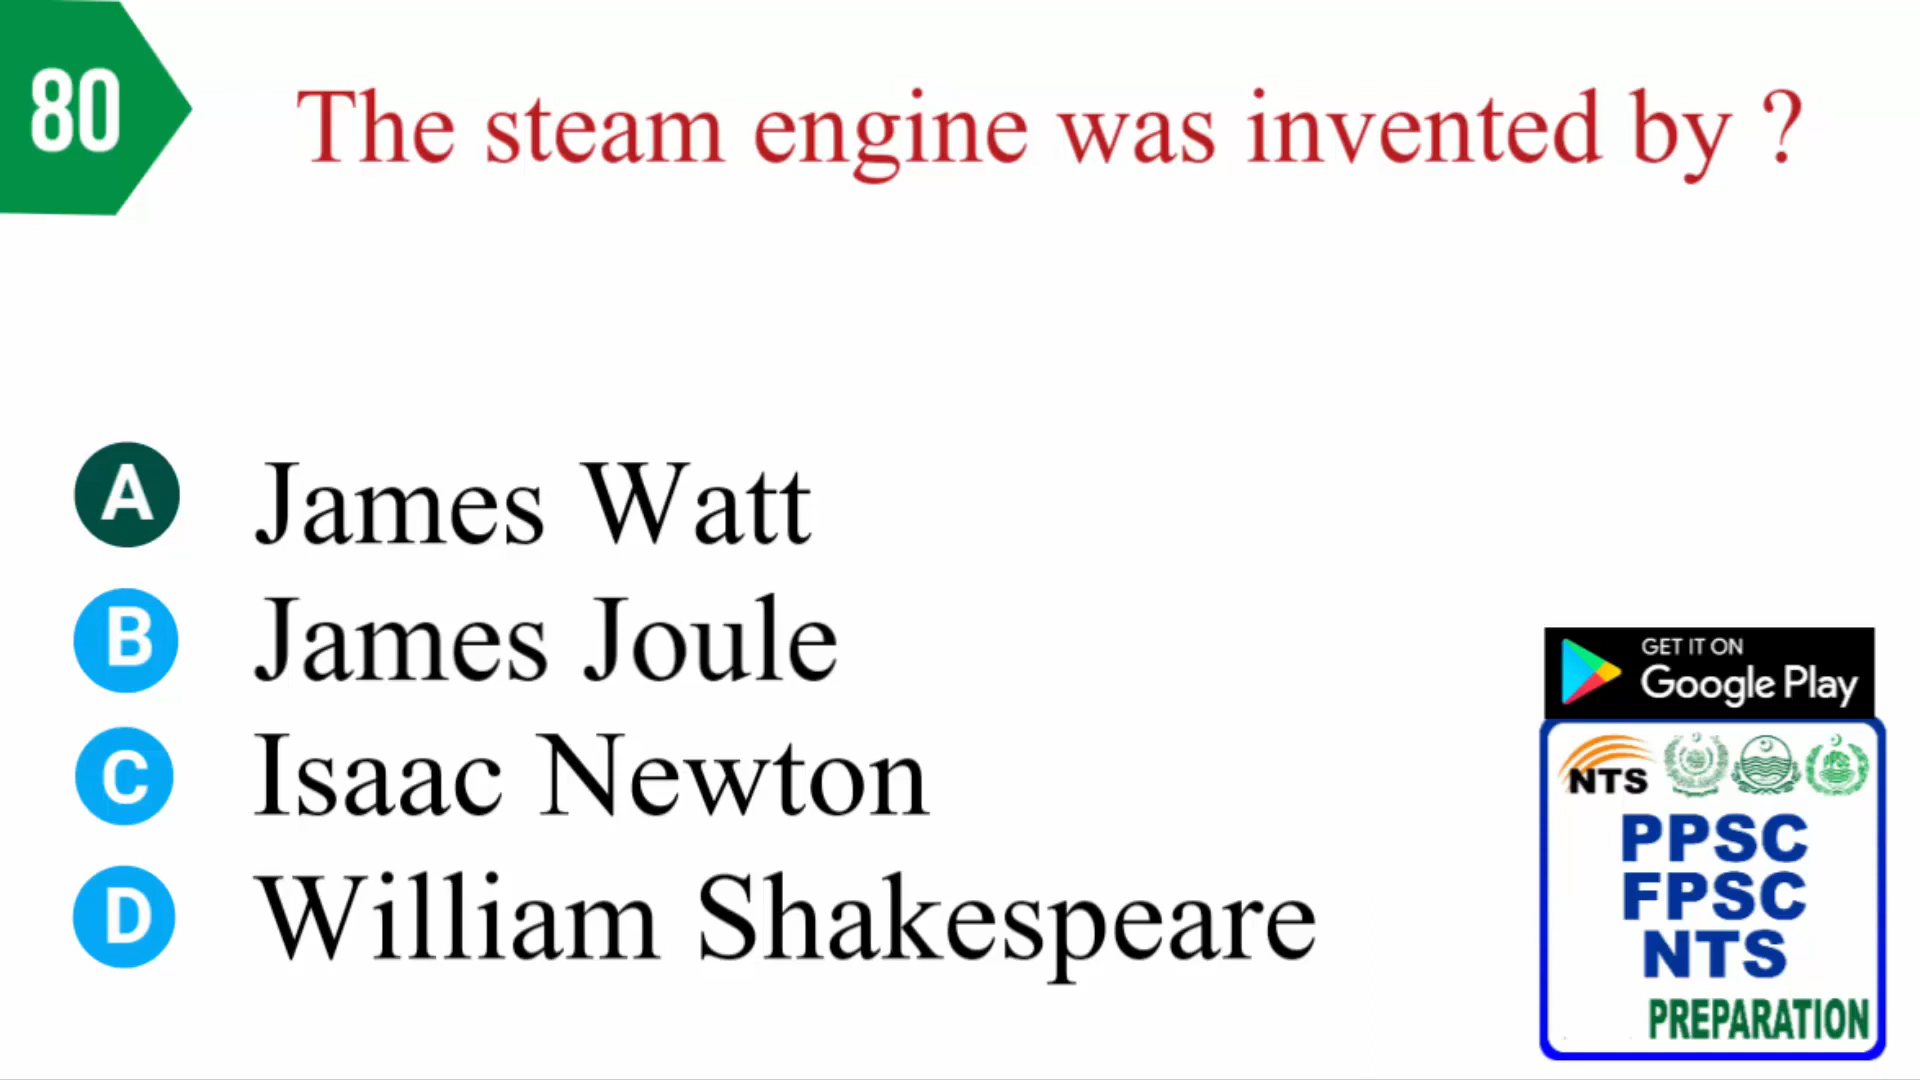 80
The steam engine was invented by ?
A James Watt
B James Joule
C Isaac Newton
D William Shakespeare
GET IT ON
Google Play
NTS
PPSC
FPSC
NTS
PREPARATION